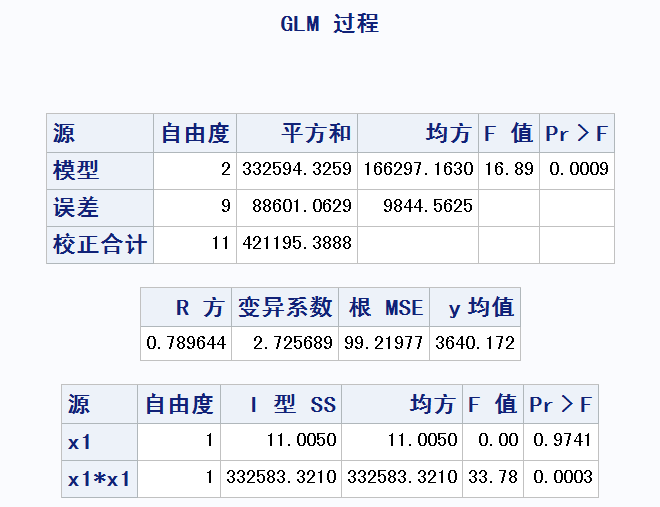 GLM 过程
源 自由度 平方和 均方 F 值 Pr > F
模型 2 332594.3259 166297.1630 16.89 0.0009
误差 9 88601.0629 9844.5625
校正合计 11 421195.3888
R 方 变异系数 根 MSE y 均值
0.789644 2.725689 99.21977 3640.172
源 自由度 I 型 SS 均方 F 值 Pr > F
x1 1 11.0050 11.0050 0.00 0.9741
x1*x1 1 332583.3210 332583.3210 33.78 0.0003